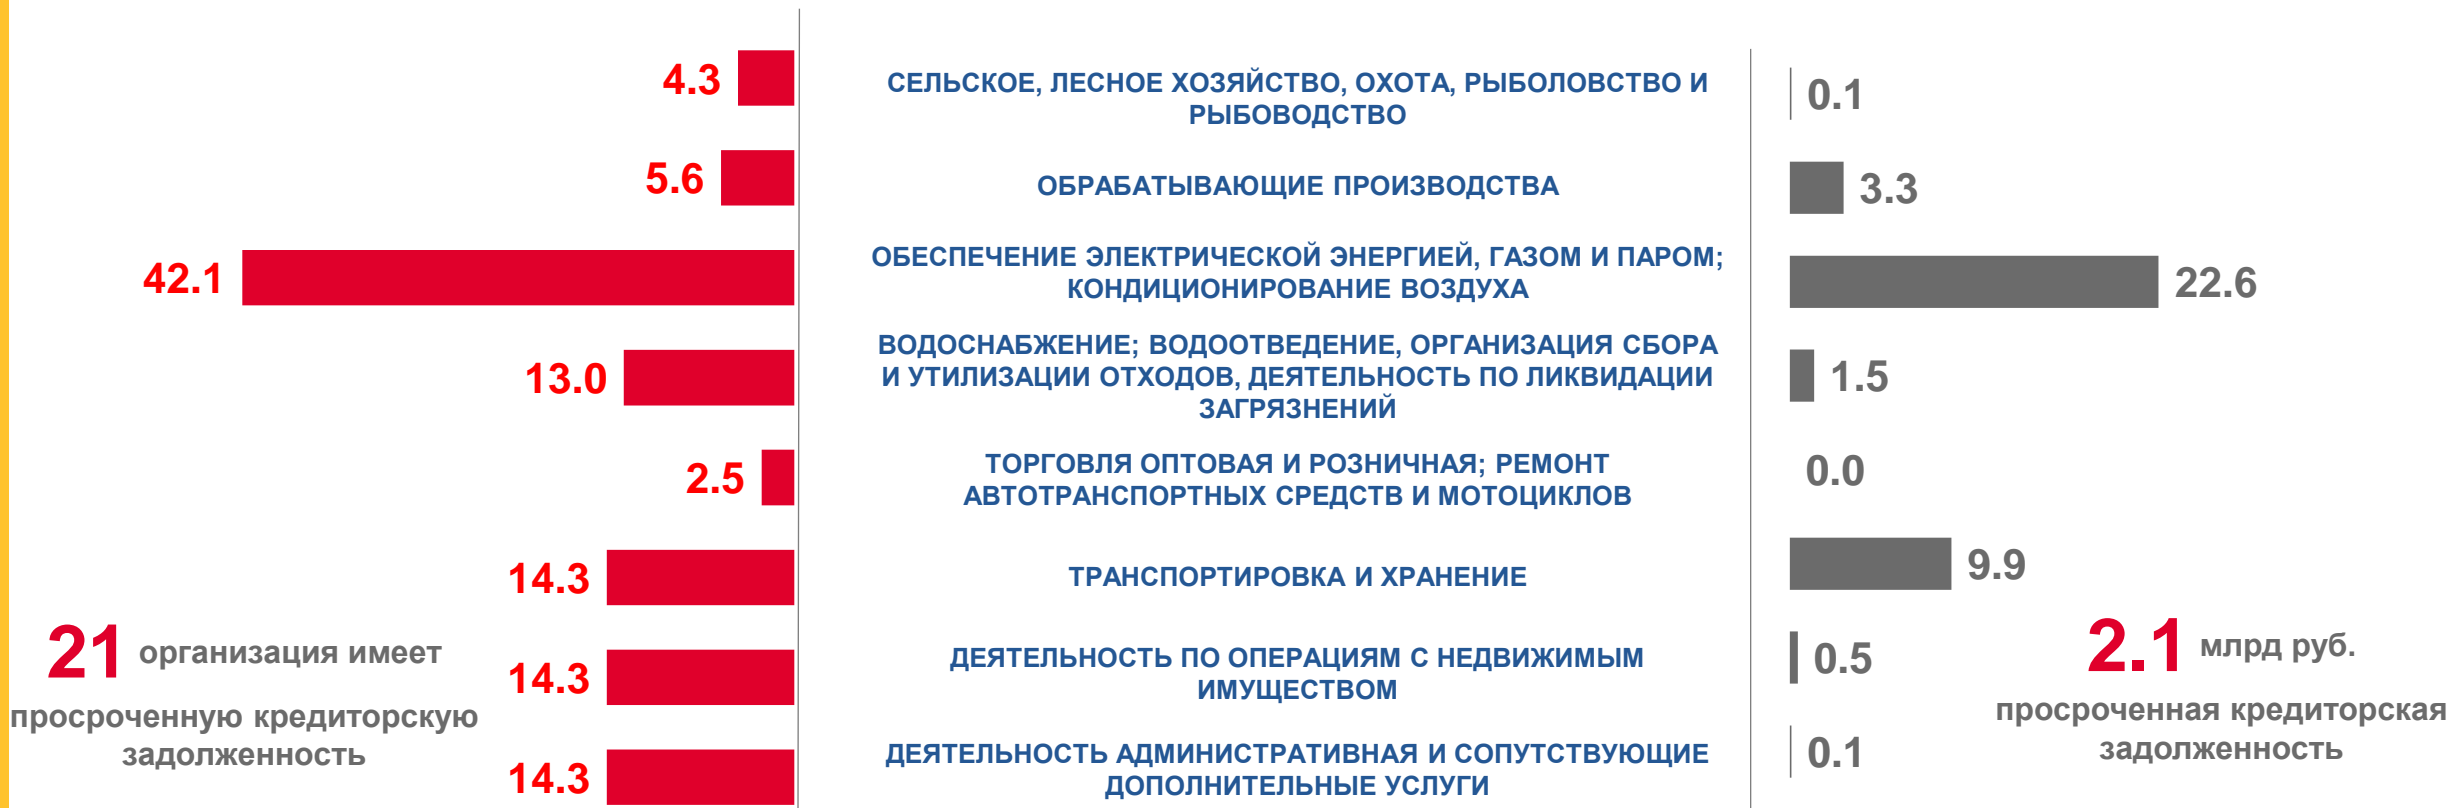 4.3
СЕЛЬСКОЕ, ЛЕСНОЕ ХОЗЯЙСТВО, ОХОТА, РЫБОЛОВСТВО И
РЫБОВОДСТВО
0.1
5.6
ОБРАБАТЫВАЮЩИЕ ПРОИЗВОДСТВА
3.3
42.1
ОБЕСПЕЧЕНИЕ ЭЛЕКТРИЧЕСКОЙ ЭНЕРГИЕЙ, ГАЗОМ И ПАРОМ;
КОНДИЦИОНИРОВАНИЕ ВОЗДУХА
22.6
13.0
ВОДОСНАБЖЕНИЕ; ВОДООТВЕДЕНИЕ, ОРГАНИЗАЦИЯ СБОРА
И УТИЛИЗАЦИИ ОТХОДОВ, ДЕЯТЕЛЬНОСТЬ ПО ЛИКВИДАЦИИ
ЗАГРЯЗНЕНИЙ
1.5
2.5
ТОРГОВЛЯ ОПТОВАЯ И РОЗНИЧНАЯ; РЕМОНТ
АВТОТРАНСПОРТНЫХ СРЕДСТВ И МОТОЦИКЛОВ
0.0
14.3
ТРАНСПОРТИРОВКА И ХРАНЕНИЕ
9.9
14.3
ДЕЯТЕЛЬНОСТЬ ПО ОПЕРАЦИЯМ С НЕДВИЖИМЫМ
ИМУЩЕСТВОМ
0.5
14.3
ДЕЯТЕЛЬНОСТЬ АДМИНИСТРАТИВНАЯ И СОПУТСТВУЮЩИЕ
ДОПОЛНИТЕЛЬНЫЕ УСЛУГИ
0.1
21 организация имеет
просроченную кредиторскую
задолженность
2.1 млрд руб.
просроченная кредиторская
задолженность